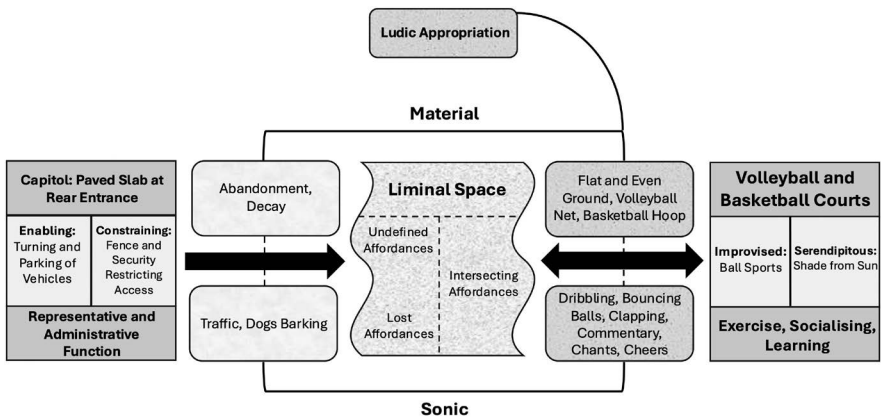 Ludic Appropriation
Material
Capitol: Paved Slab at
Rear Entrance
Enabling:
Turning and
Parking of
Vehicles
Constraining:
Fence and
Security
Restricting
Access
Representative and
Administrative
Function
Abandonment,
Decay
Traffic, Dogs Barking
Liminal Space
Undefined
Affordances
Lost
Affordances
Intersecting
Affordances
Flat and Even
Ground, Volleyball
Net, Basketball Hoop
Dribbling, Bouncing
Balls, Clapping,
Commentary,
Chants, Cheers
Volleyball and
Basketball Courts
Improvised:
Ball Sports
Serendipitous:
Shade from Sun
Exercise, Socialising,
Learning
Sonic